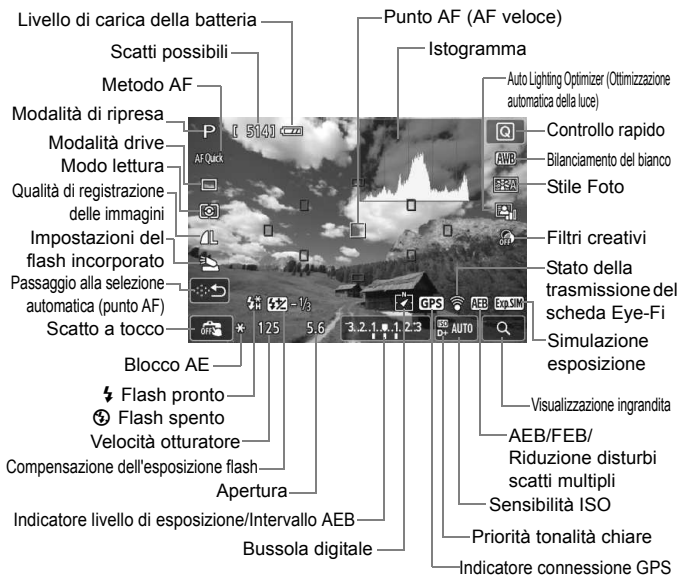 Livello di carica della batteria
Scatti possibili
Metodo AF
Modalità di ripresa
Modalità drive
Modo lettura
Qualità di registrazione
delle immagini
Impostazioni del
flash incorporato
Passaggio alla selezione
automatica (punto AF)
Scatto a tocco
Blocco AE
Flash pronto
Flash spento
Velocità otturatore
Compensazione dell'esposizione flash
Apertura
Indicatore livello di esposizione/Intervallo AEB
Bussola digitale
Punto AF (AF veloce)
Istogramma
Auto Lighting Optimizer (Ottimizzazione
automatica della luce)
Controllo rapido
Bilanciamento del bianco
Stile Foto
Filtri creativi
Stato della
trasmissione del
scheda Eye-Fi
Simulazione
esposizione
Visualizzazione ingrandita
AEB/FEB/
Riduzione disturbi
scatti multipli
Sensibilità ISO
Priorità tonalità chiare
Indicatore connessione GPS
P [ 514]
AF Quick
L
Q
AWB
A
OFF
N
-1/3
GPS
AEB
Exp.SIM
OFF
* 125 5.6
3..2..1..0..1..2..3
ISO
D+ AUTO